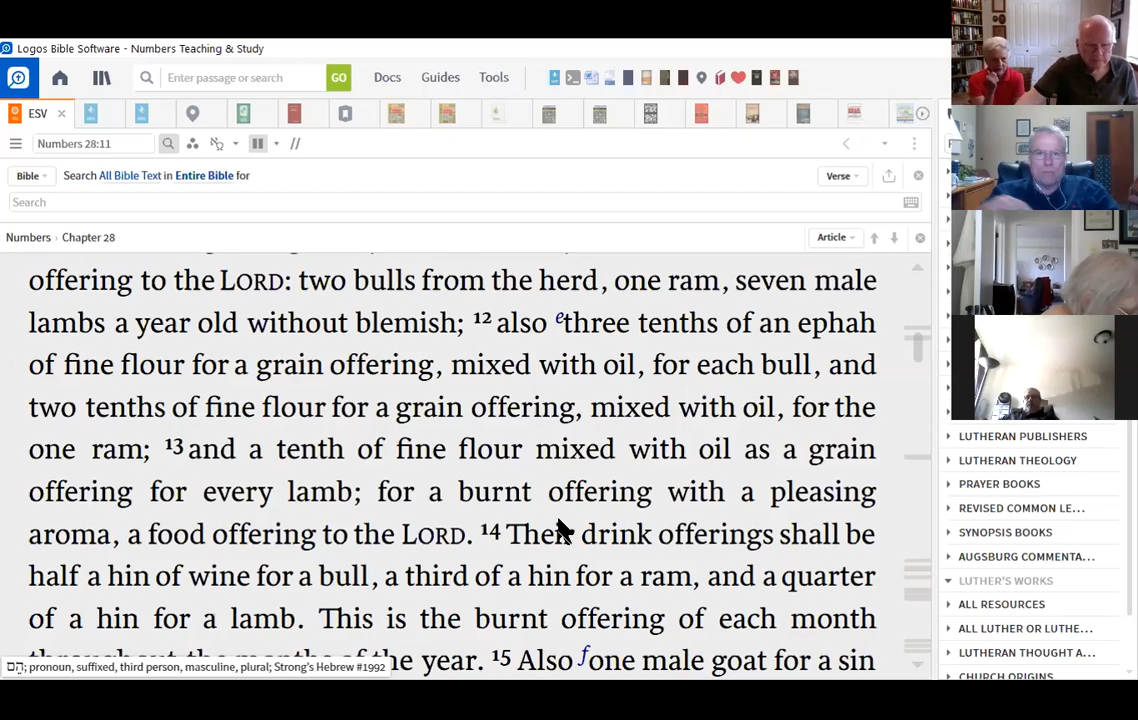 Logos Bible Software - Numbers Teaching & Study
Enter passage or search
GO
Docs
Guides
Tools
ESV
Numbers 28:11
Bible
Search All Bible Text in Entire Bible for
Verse
Search
Numbers › Chapter 28
Article
offering to the LORD: two bulls from the herd, one ram, seven male
lambs a year old without blemish; 12 also e three tenths of an ephah
of fine flour for a grain offering, mixed with oil, for each bull, and
two tenths of fine flour for a grain offering, mixed with oil, for the
one ram; 13 and a tenth of fine flour mixed with oil as a grain
offering for every lamb; for a burnt offering with a pleasing
aroma, a food offering to the LORD. 14 Their drink offerings shall be
half a hin of wine for a bull, a third of a hin for a ram, and a quarter
of a hin for a lamb. This is the burnt offering of each month
throughout the months of the year. 15 Also f one male goat for a sin
הֶם; pronoun, suffixed, third person, masculine, plural; Strong's Hebrew #1992
LUTHERAN PUBLISHERS
LUTHERAN THEOLOGY
PRAYER BOOKS
REVISED COMMON LE...
SYNOPSIS BOOKS
AUGSBURG COMMENTA...
LUTHER'S WORKS
ALL RESOURCES
ALL LUTHER OR LUTHE...
LUTHERAN THOUGHT A...
CHURCH ORIGINS